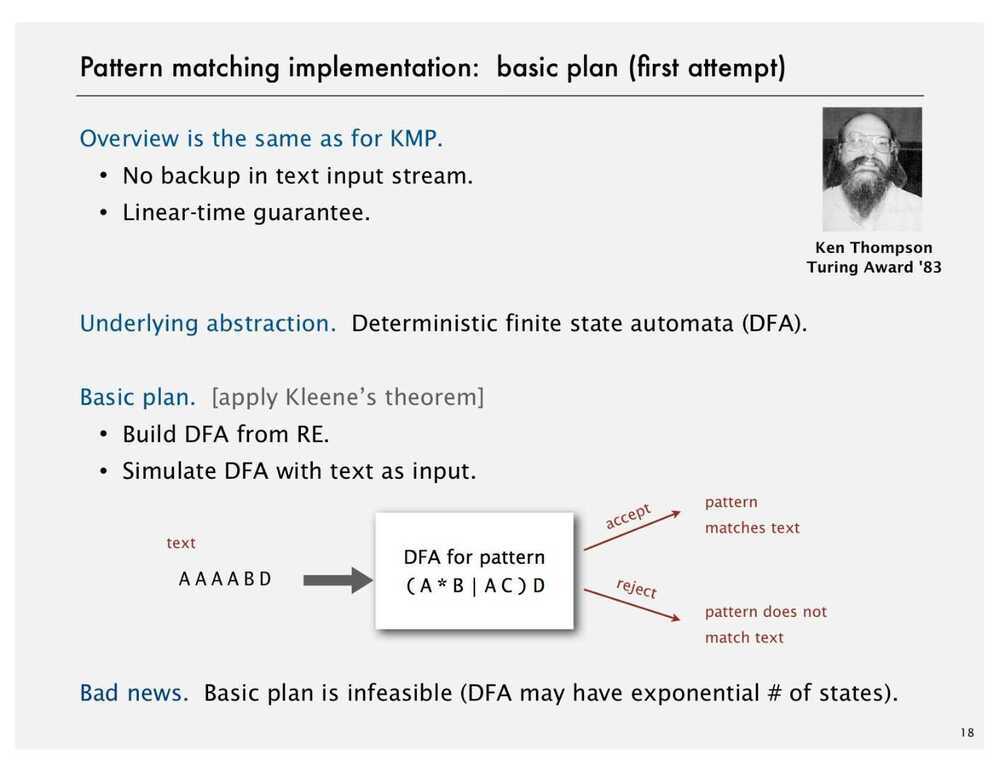 Pattern matching implementation: basic plan (first attempt)
Overview is the same as for KMP.
• No backup in text input stream.
• Linear-time guarantee.
Ken Thompson
Turing Award '83
Underlying abstraction. Deterministic finite state automata (DFA).
Basic plan. [apply Kleene’s theorem]
• Build DFA from RE.
• Simulate DFA with text as input.
text
A A A A B D
DFA for pattern
( A * B | A C ) D
accept
pattern
matches text
reject
pattern does not
match text
Bad news. Basic plan is infeasible (DFA may have exponential # of states).
18